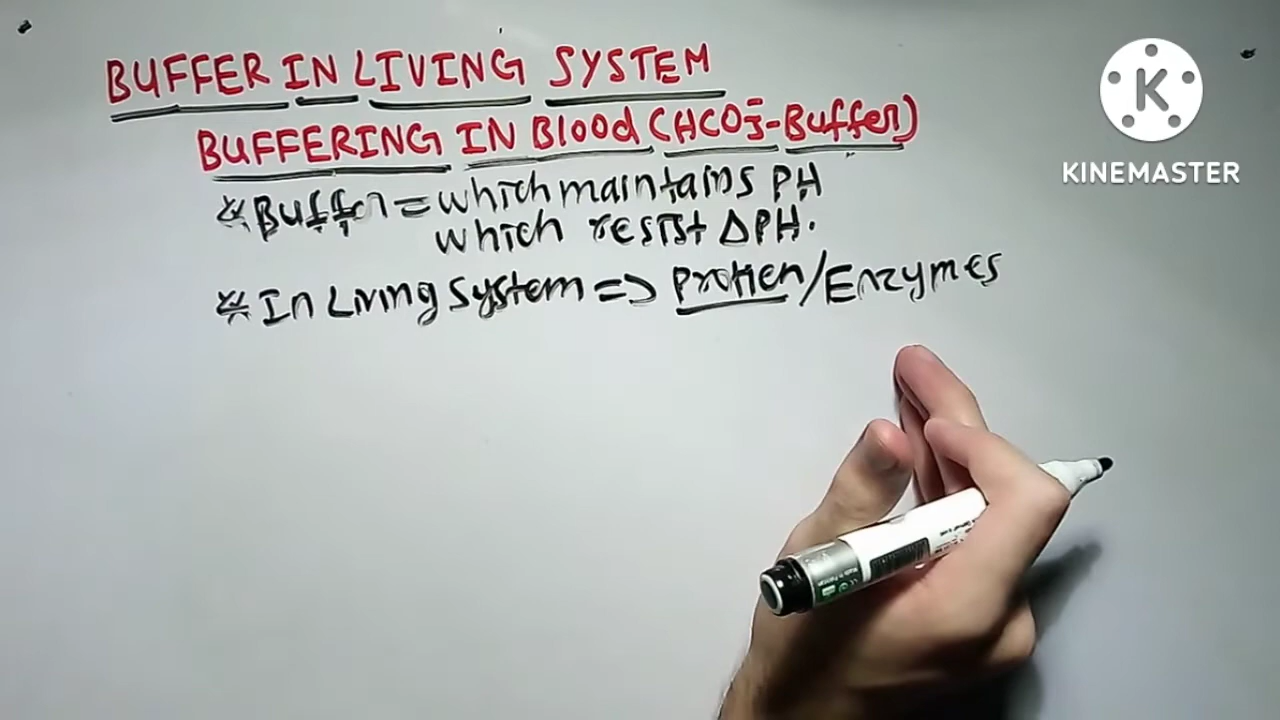 BUFFER IN LIVING SYSTEM
BUFFERING IN Blood (HCO3̄-Buffer)
* Buffer = which maintains PH
which resist ΔPH.
* In Living system => Protien/Enzymes
K
KINEMASTER